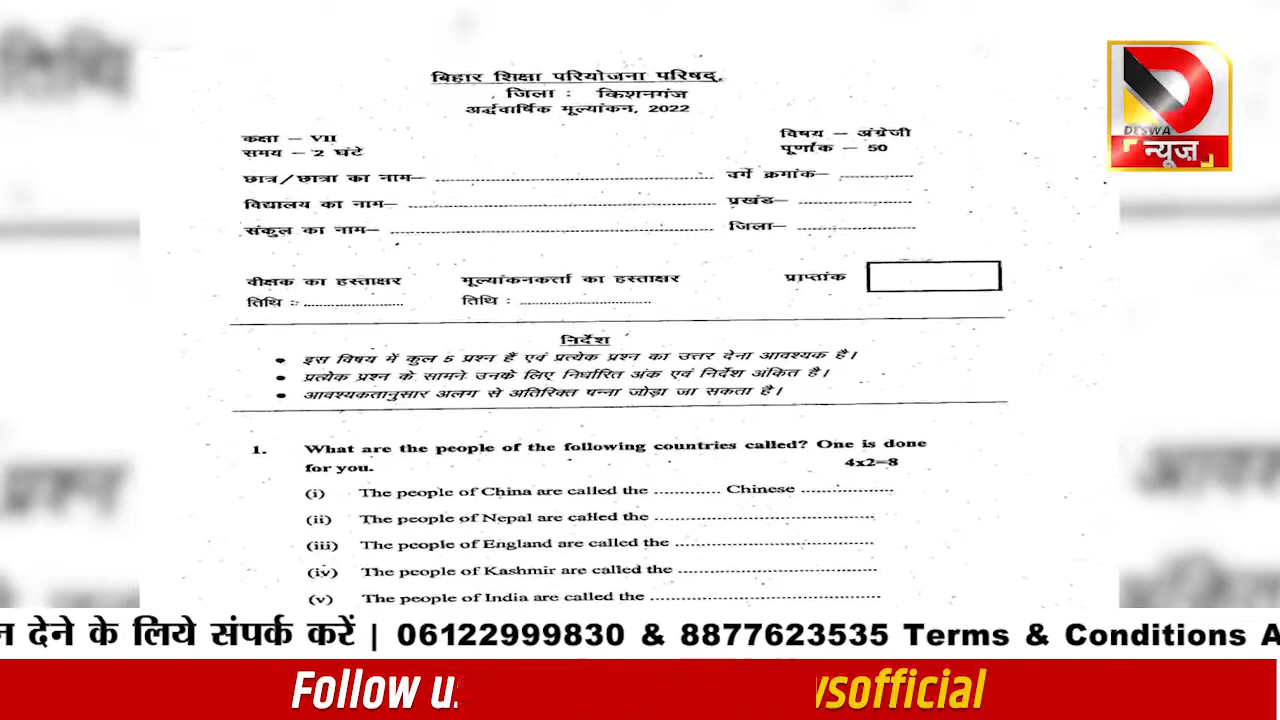 बिहार शिक्षा परियोजना परिषद्,
जिला : किशनगंज
अर्द्धवार्षिक मूल्यांकन, 2022
कक्षा – VII
विषय – अंग्रेजी
समय – 2 घंटे
पूर्णांक – 50
छात्र/छात्रा का नाम– ........................ वर्ग क्रमांक– ............
विद्यालय का नाम– ........................ प्रखंड– ............
संकुल का नाम– ........................ जिला– ............
वीक्षक का हस्ताक्षर मूल्यांकनकर्त्ता का हस्ताक्षर प्राप्तांक
तिथि : ............ तिथि : ............
निर्देश
• इस विषय में कुल 5 प्रश्न हैं एवं प्रत्येक प्रश्न का उत्तर देना आवश्यक है।
• प्रत्येक प्रश्न के सामने उनके लिए निर्धारित अंक एवं निर्देश अंकित है।
• आवश्यकतानुसार अलग से अतिरिक्त पन्ना जोड़ा जा सकता है।
1. What are the people of the following countries called? One is done
for you. 4x2=8
(i) The people of China are called the ............ Chinese ............
(ii) The people of Nepal are called the ........................
(iii) The people of England are called the ........................
(iv) The people of Kashmir are called the ........................
(v) The people of India are called the ........................
DESWA
न्यूज़
तिथि
प्रश्न
न देने के लिये संपर्क करें | 06122999830 & 8877623535 Terms & Conditions A
Follow u
sofficial